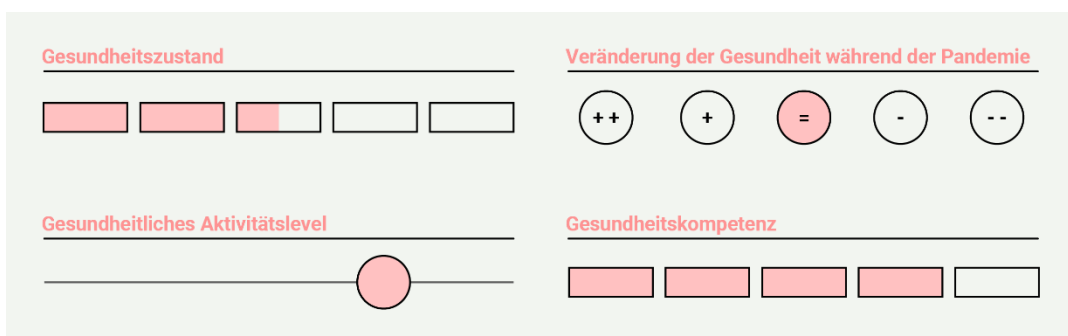 Gesundheitszustand
Veränderung der Gesundheit während der Pandemie
++ + = - --
Gesundheitliches Aktivitätslevel
Gesundheitskompetenz